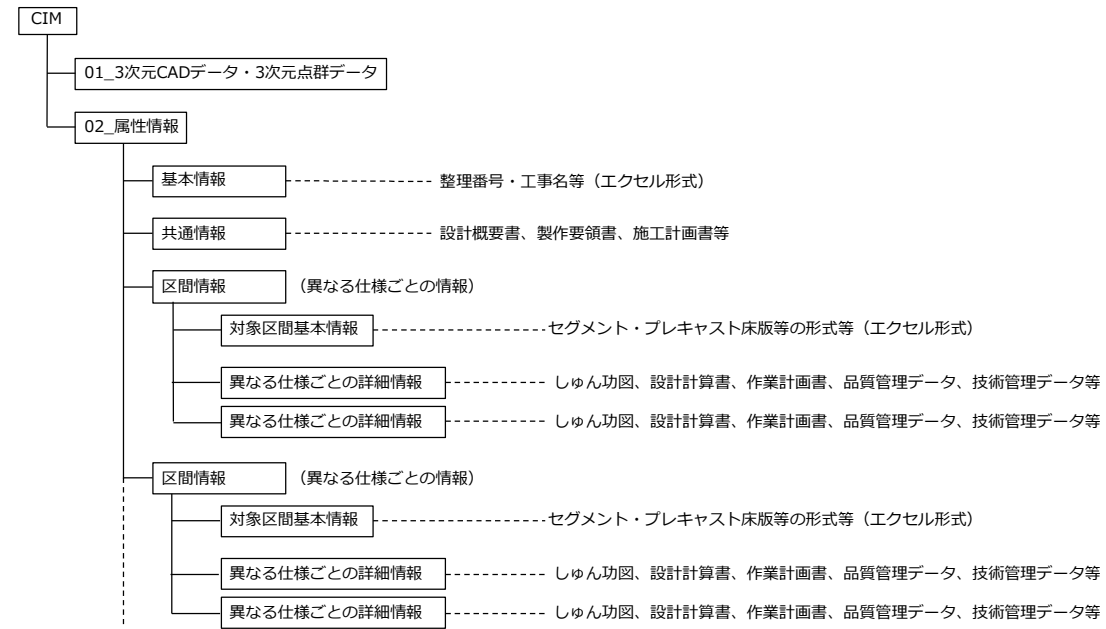 CIM
01_3次元CADデータ・3次元点群データ
02_属性情報
基本情報 整理番号・工事名等（エクセル形式）
共通情報 設計概要書、製作要領書、施工計画書等
区間情報 （異なる仕様ごとの情報）
対象区間基本情報 セグメント・プレキャスト床版等の形式等（エクセル形式）
異なる仕様ごとの詳細情報 しゅん功図、設計計算書、作業計画書、品質管理データ、技術管理データ等
異なる仕様ごとの詳細情報 しゅん功図、設計計算書、作業計画書、品質管理データ、技術管理データ等
区間情報 （異なる仕様ごとの情報）
対象区間基本情報 セグメント・プレキャスト床版等の形式等（エクセル形式）
異なる仕様ごとの詳細情報 しゅん功図、設計計算書、作業計画書、品質管理データ、技術管理データ等
異なる仕様ごとの詳細情報 しゅん功図、設計計算書、作業計画書、品質管理データ、技術管理データ等